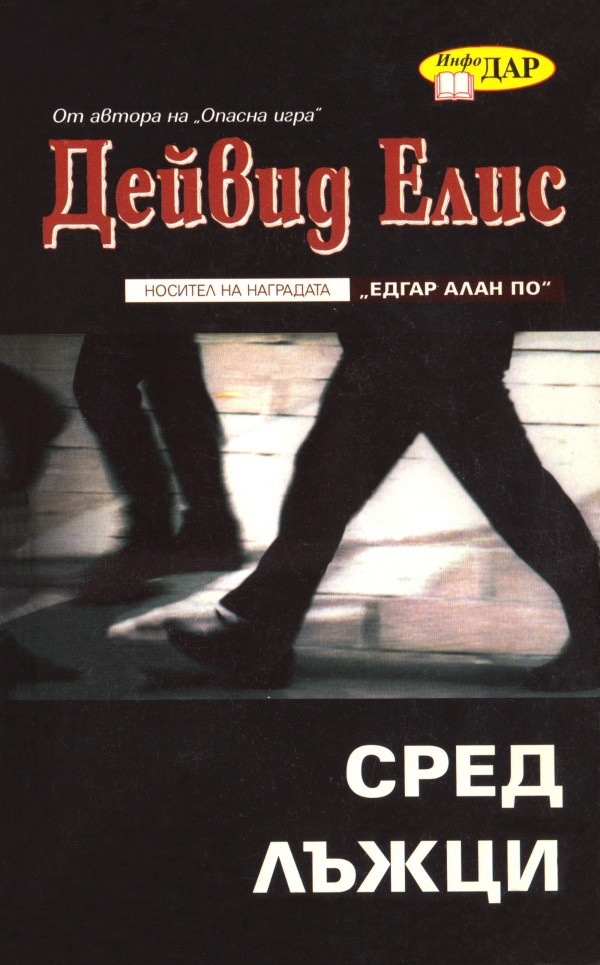 Инфо
ДАР
От автора на „Опасна игра“
Дейвид Елис
НОСИТЕЛ НА НАГРАДАТА „ЕДГАР АЛАН ПО“
СРЕД
ЛЪЖЦИ